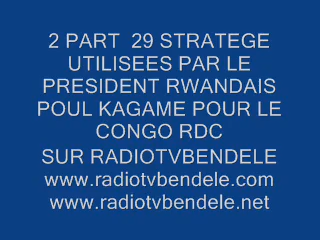 2 PART  29 STRATEGE
UTILISEES PAR LE
PRESIDENT RWANDAIS
POUL KAGAME POUR LE
CONGO RDC
SUR RADIOTVBENDELE
www.radiotvbendele.com
www.radiotvbendele.net